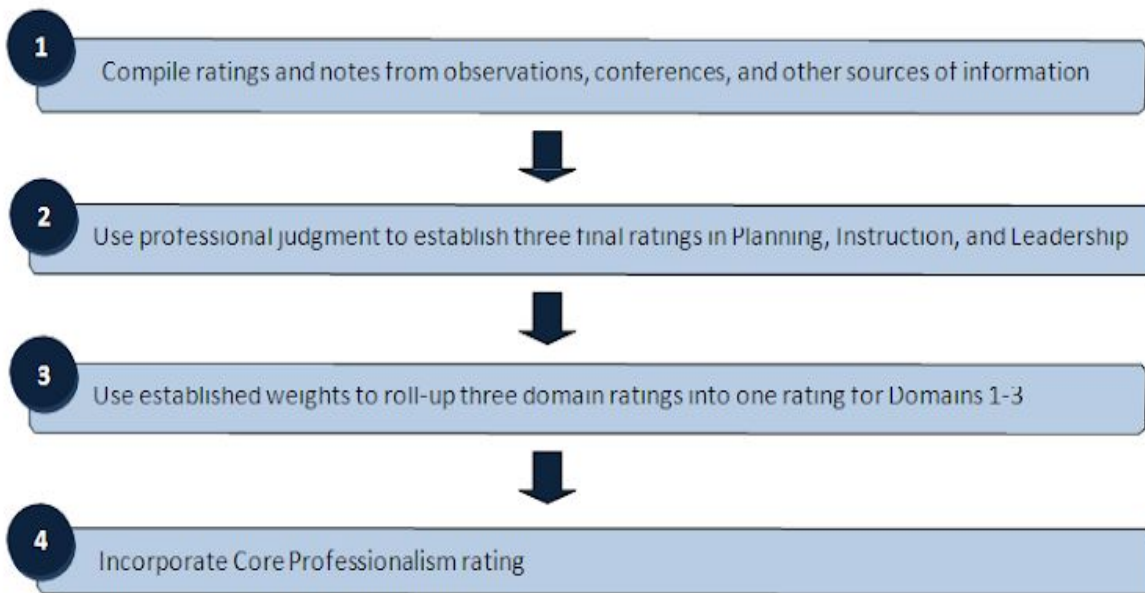 1
Compile ratings and notes from observations, conferences, and other sources of information
2
Use professional judgment to establish three final ratings in Planning, Instruction, and Leadership
3
Use established weights to roll-up three domain ratings into one rating for Domains 1-3
4
Incorporate Core Professionalism rating